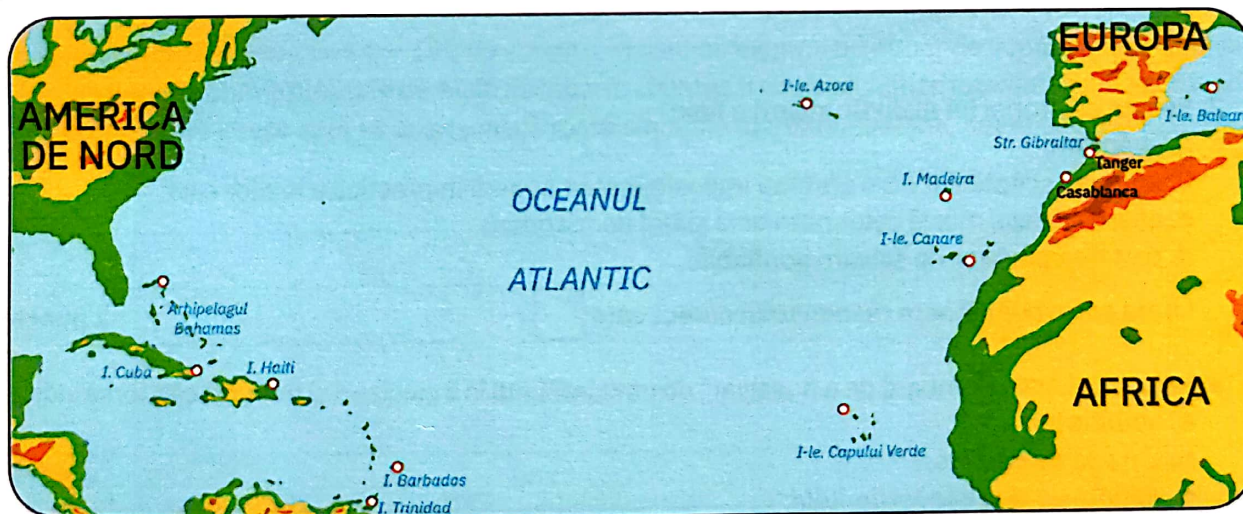 EUROPA
I-le. Azore
I-le. Balear
AMERICA
DE NORD
Str. Gibraltar
Tanger
I. Madeira
Casablanca
OCEANUL
ATLANTIC
I-le. Canare
Arhipelagul
Bahamas
I. Cuba
I. Haiti
AFRICA
I-le. Capului Verde
I. Barbados
I. Trinidad